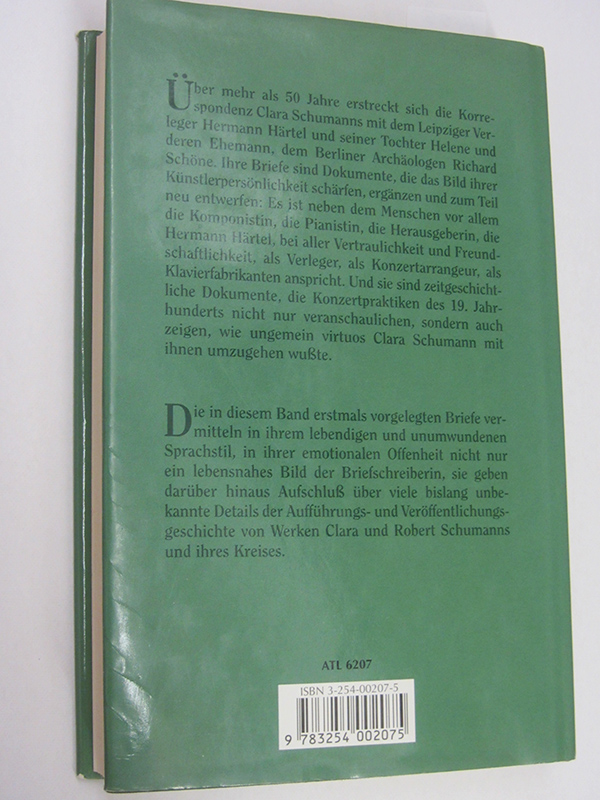 Über mehr als 50 Jahre erstreckt sich die Korre-
spondenz Clara Schumanns mit dem Leipziger Ver-
leger Hermann Härtel und seiner Tochter Helene und
deren Ehemann, dem Berliner Archäologen Richard
Schöne. Ihre Briefe sind Dokumente, die das Bild ihrer
Künstlerpersönlichkeit schärfen, ergänzen und zum Teil
neu entwerfen: Es ist neben dem Menschen vor allem
die Komponistin, die Pianistin, die Herausgeberin, die
Hermann Härtel, bei aller Vertraulichkeit und Freund-
schaftlichkeit, als Verleger, als Konzertarrangeur, als
Klavierfabrikanten anspricht. Und sie sind zeitgeschicht-
liche Dokumente, die Konzertpraktiken des 19. Jahr-
hunderts nicht nur veranschaulichen, sondern auch
zeigen, wie ungemein virtuos Clara Schumann mit
ihnen umzugehen wußte.
Die in diesem Band erstmals vorgelegten Briefe ver-
mitteln in ihrem lebendigen und unumwundenen
Sprachstil, in ihrer emotionalen Offenheit nicht nur
ein lebensnahes Bild der Briefschreiberin, sie geben
darüber hinaus Aufschluß über viele bislang unbe-
kannte Details der Aufführungs- und Veröffentlichungs-
geschichte von Werken Clara und Robert Schumanns
und ihres Kreises.
ATL 6207
ISBN 3-254-00207-5
9 783254 002075